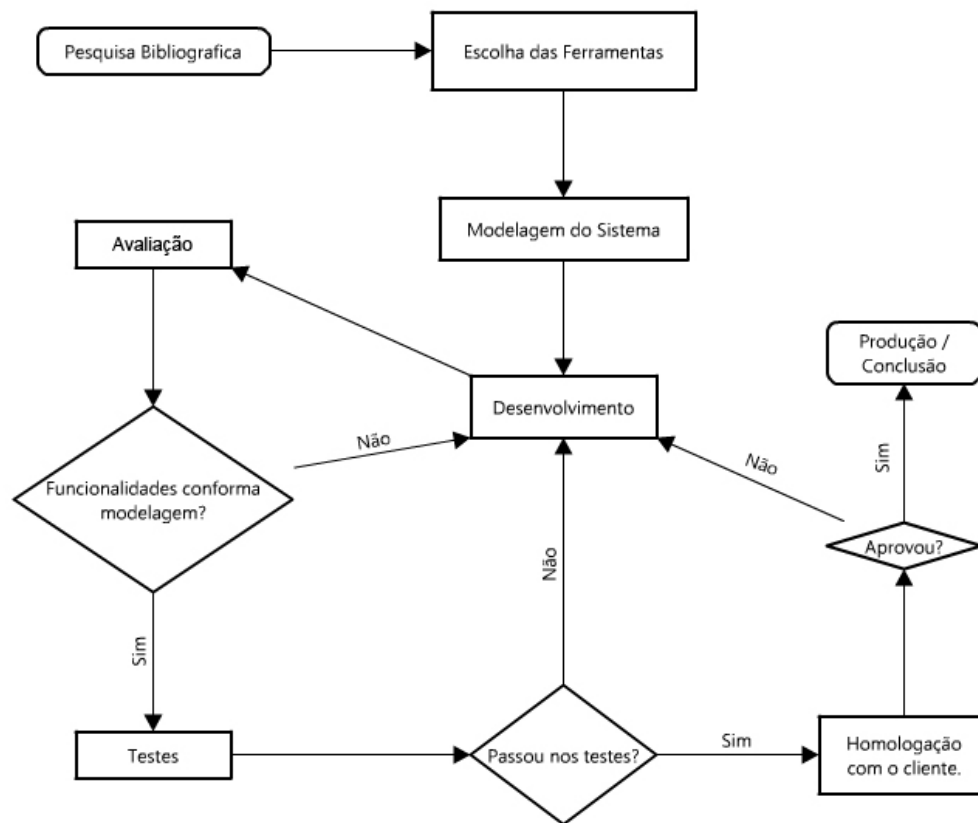 Pesquisa Bibliografica
Escolha das Ferramentas
Modelagem do Sistema
Avaliação
Produção /
Conclusão
Desenvolvimento
Não
Não
Sim
Funcionalidades conforma
modelagem?
Aprovou?
Não
Sim
Testes
Passou nos testes?
Sim
Homologação
com o cliente.